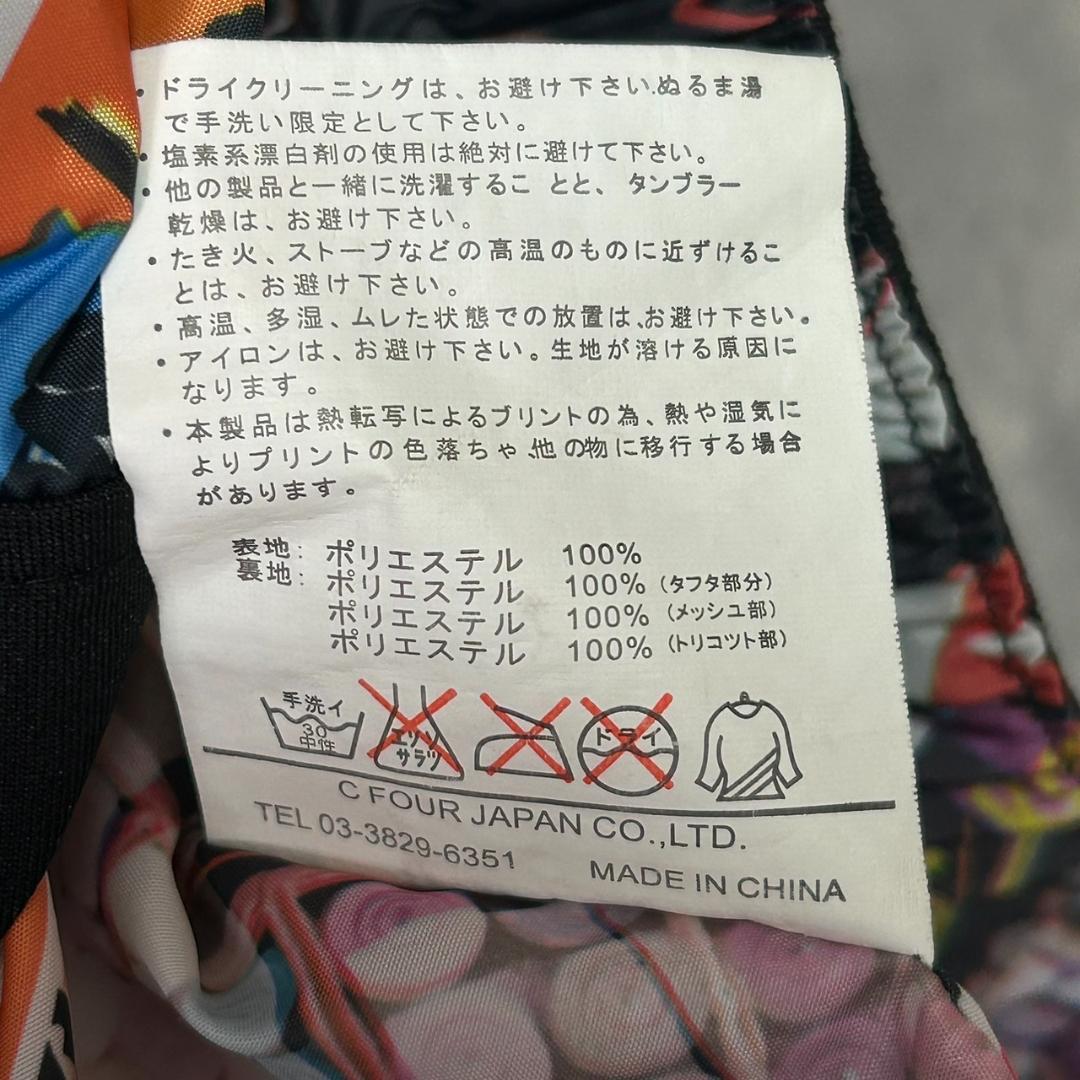 ・ドライクリーニングは、お避け下さい.ぬるま湯
で手洗い限定として下さい。
・塩素系漂白剤の使用は絶対に避けて下さい。
・他の製品と一緒に洗濯するこ とと、タンブラー
乾燥は、お避け下さい。
・たき火、ストーブなどの高温のものに近ずけるこ
とは、お避け下さい。
・高温、多湿、ムレた状態での放置は、お避け下さい。
・アイロンは、お避け下さい。生地が溶ける原因に
なります。
・本製品は熱転写によるプリントの為、熱や湿気に
よりプリントの色落ちゃ、他の物に移行する場合
があります。
表地: ポリエステル 100%
裏地: ポリエステル 100% (タフタ部分)
ポリエステル 100% (メッシュ部)
ポリエステル 100% (トリコツト部)
手洗イ
30
中性
エンソ
サラシ
ドライ
C FOUR JAPAN CO.,LTD.
TEL 03-3829-6351
MADE IN CHINA